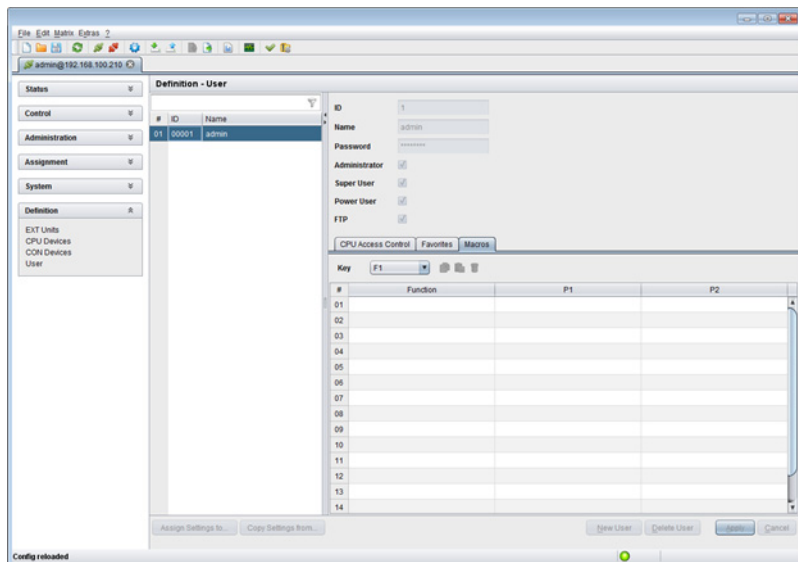 File Edit Matrix Extras ?
admin@192.168.100.210
Status
Control
Administration
Assignment
System
Definition
EXT Units
CPU Devices
CON Devices
User
Definition - User
# ID Name
01 00001 admin
ID 1
Name admin
Password ********
Administrator
Super User
Power User
FTP
CPU Access Control Favorites Macros
Key F1
# Function P1 P2
01
02
03
04
05
06
07
08
09
10
11
12
13
14
Assign Settings to... Copy Settings from... New User Delete User Apply Cancel
Config reloaded